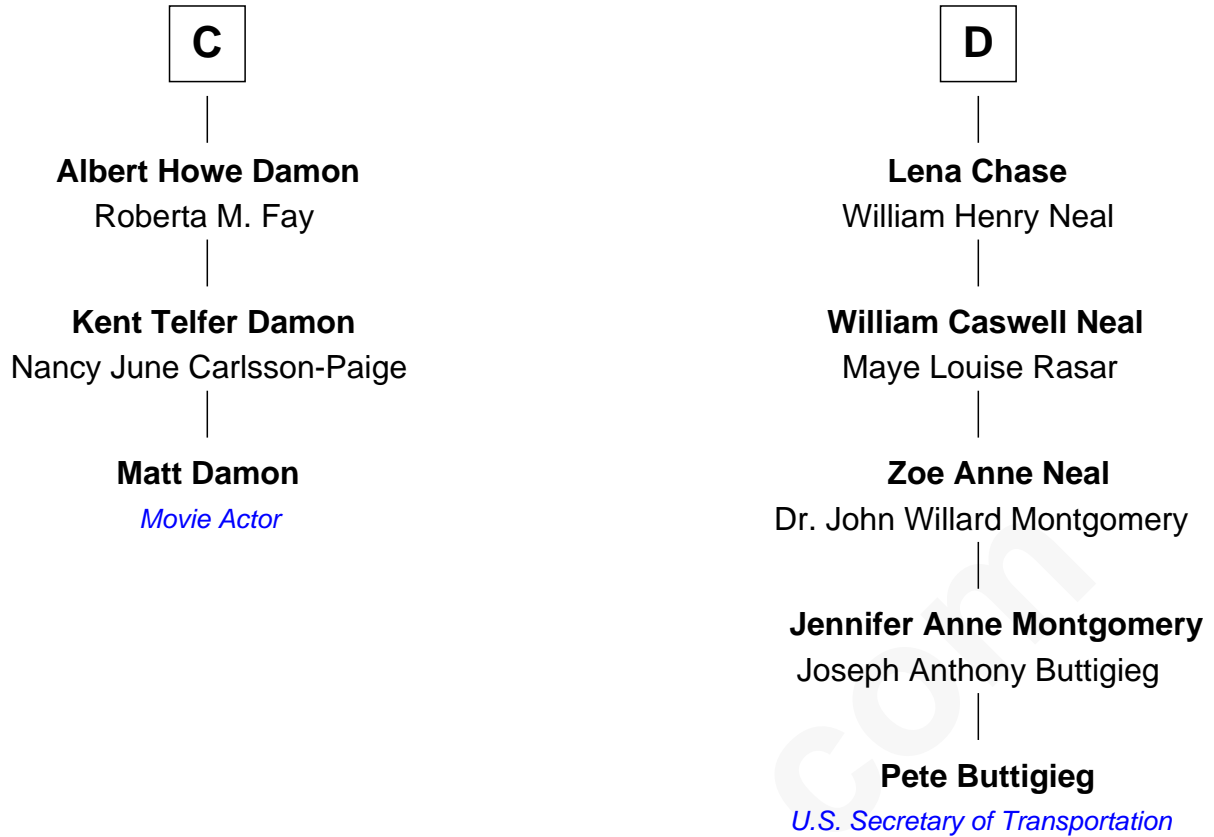 C
Albert Howe Damon
Roberta M. Fay
Kent Telfer Damon
Nancy June Carlsson-Paige
Matt Damon
Movie Actor
D
Lena Chase
William Henry Neal
William Caswell Neal
Maye Louise Rasar
Zoe Anne Neal
Dr. John Willard Montgomery
Jennifer Anne Montgomery
Joseph Anthony Buttigieg
Pete Buttigieg
U.S. Secretary of Transportation
com